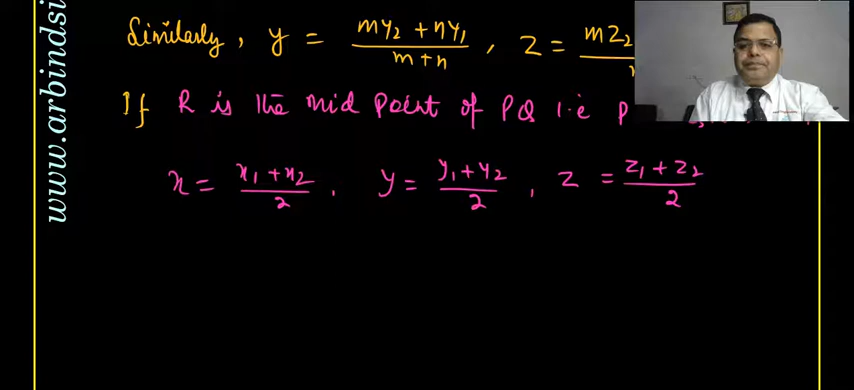 www.arbindsi
Similarly, y = (my₂ + ny₁)/(m+n), z = mz₂
If R is the mid point of PQ i.e P
x = (x₁ + x₂)/2, y = (y₁ + y₂)/2, z = (z₁ + z₂)/2